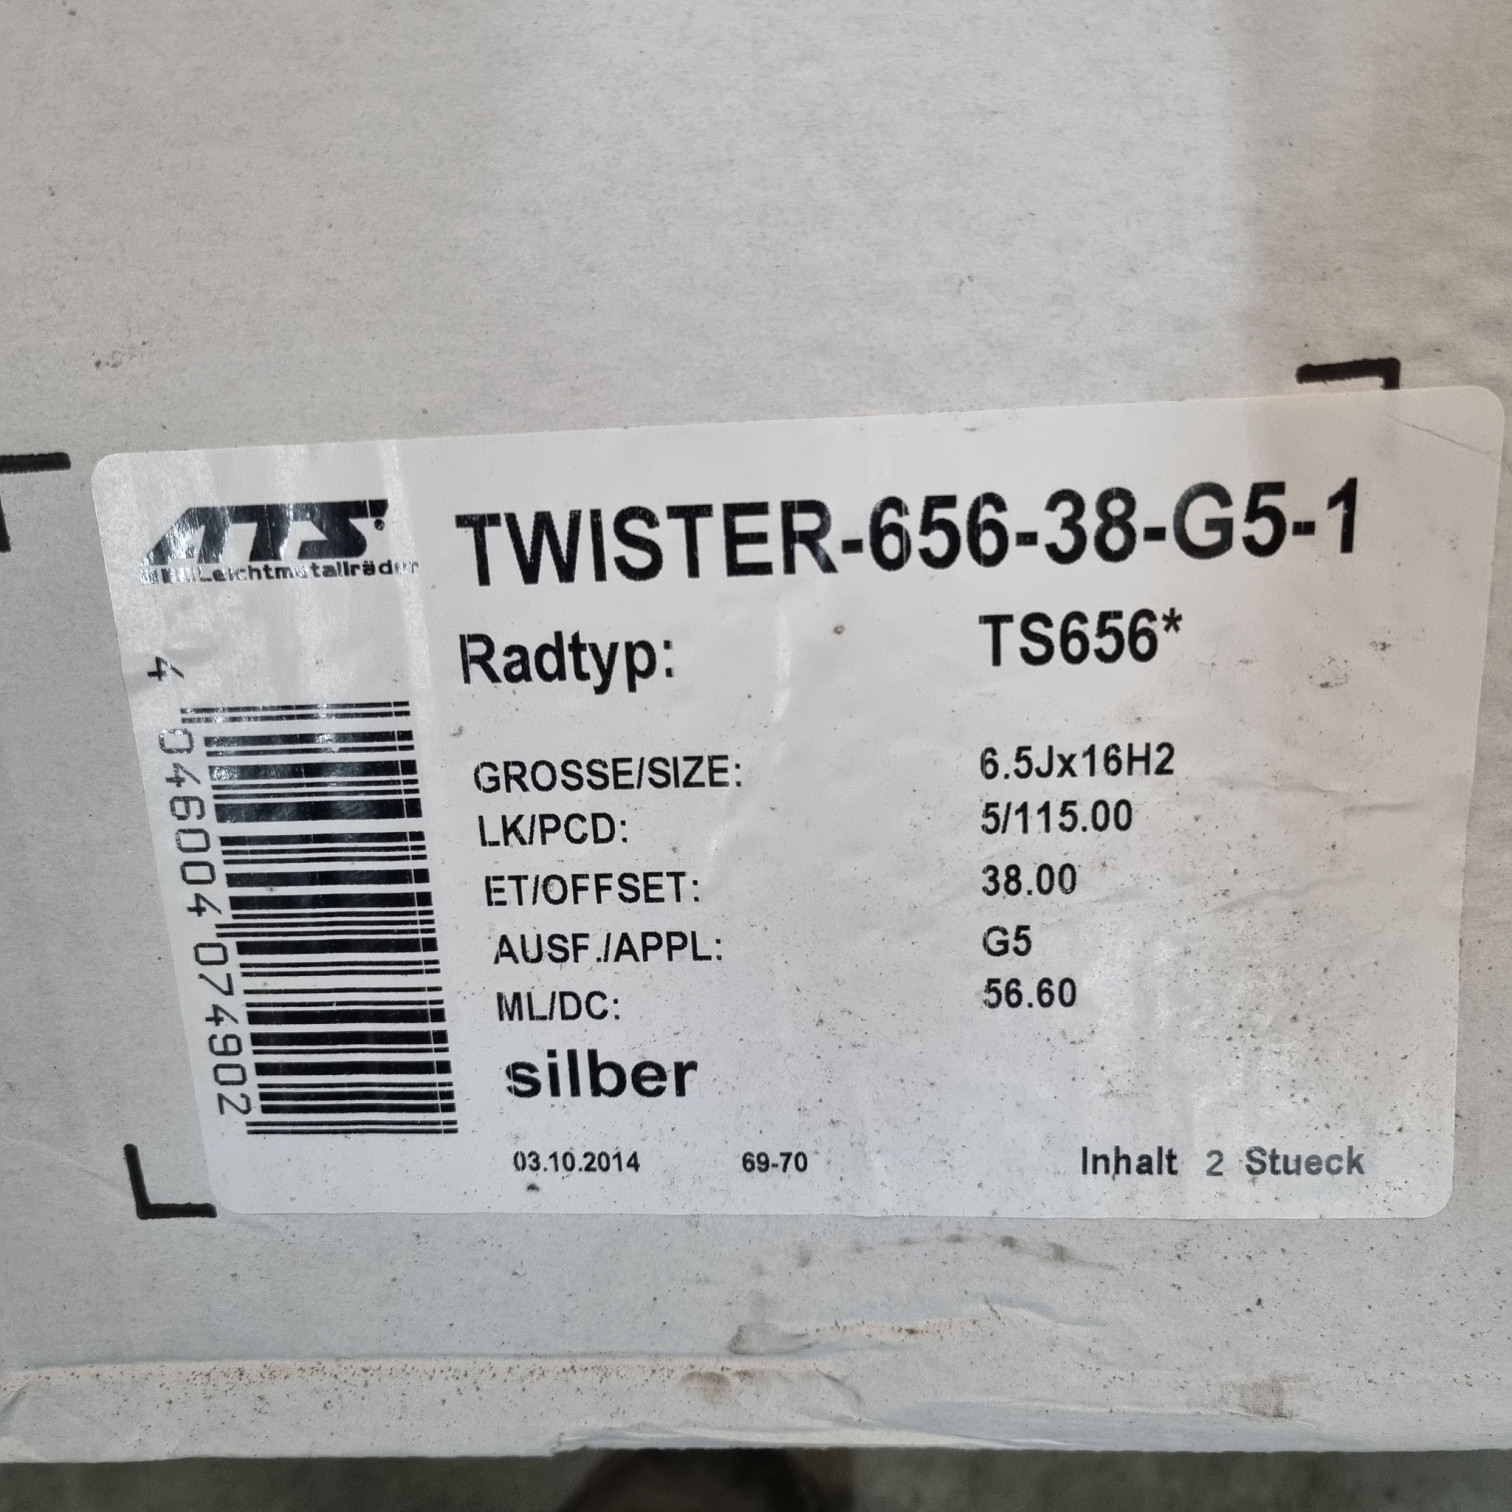 ATS®
Leichtmetallräder
TWISTER-656-38-G5-1
Radtyp: TS656*
GROSSE/SIZE: 6.5Jx16H2
LK/PCD: 5/115.00
ET/OFFSET: 38.00
AUSF./APPL: G5
ML/DC: 56.60
silber
03.10.2014 69-70 Inhalt 2 Stueck
4 046004 074902